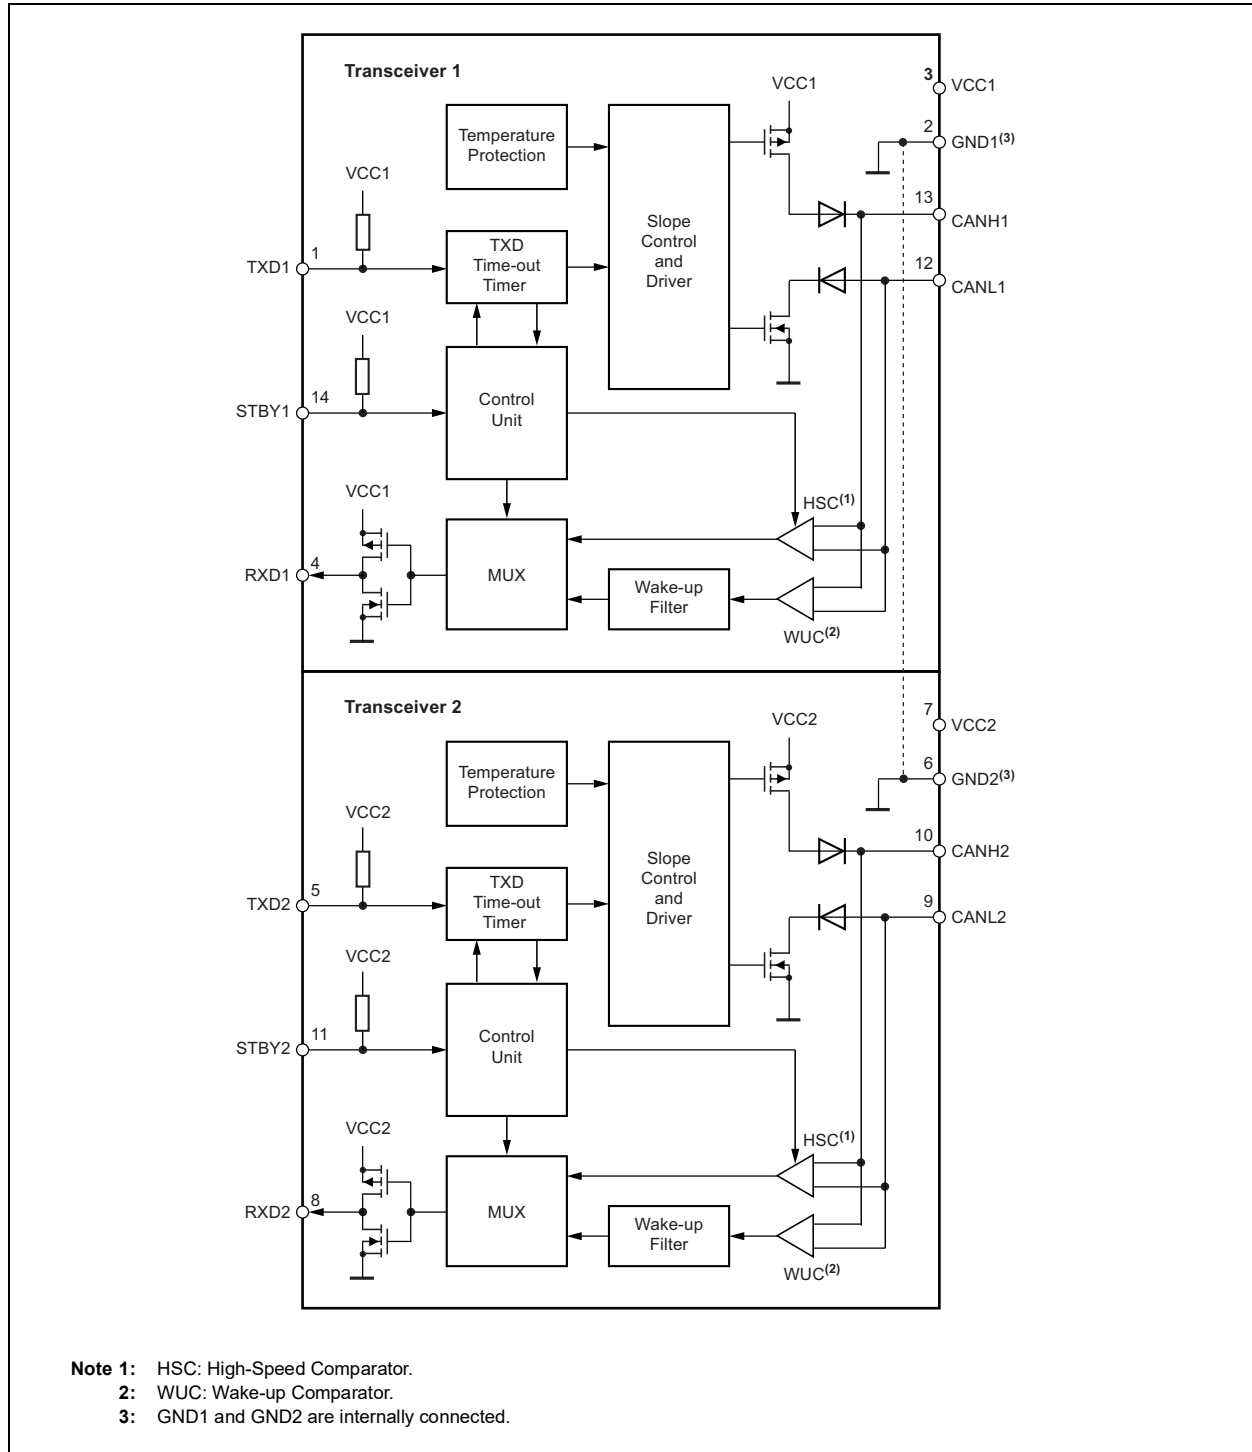 Transceiver 1
3
VCC1
VCC1
2
GND1(3)
Temperature
Protection
VCC1
Slope
Control
and
Driver
13
CANH1
TXD1
1
TXD
Time-out
Timer
12
CANL1
VCC1
STBY1
14
Control
Unit
VCC1
HSC(1)
RXD1
4
MUX
Wake-up
Filter
WUC(2)
Transceiver 2
7
VCC2
VCC2
6
GND2(3)
Temperature
Protection
VCC2
Slope
Control
and
Driver
10
CANH2
TXD2
5
TXD
Time-out
Timer
9
CANL2
VCC2
STBY2
11
Control
Unit
VCC2
HSC(1)
RXD2
8
MUX
Wake-up
Filter
WUC(2)
Note 1: HSC: High-Speed Comparator.
2: WUC: Wake-up Comparator.
3: GND1 and GND2 are internally connected.